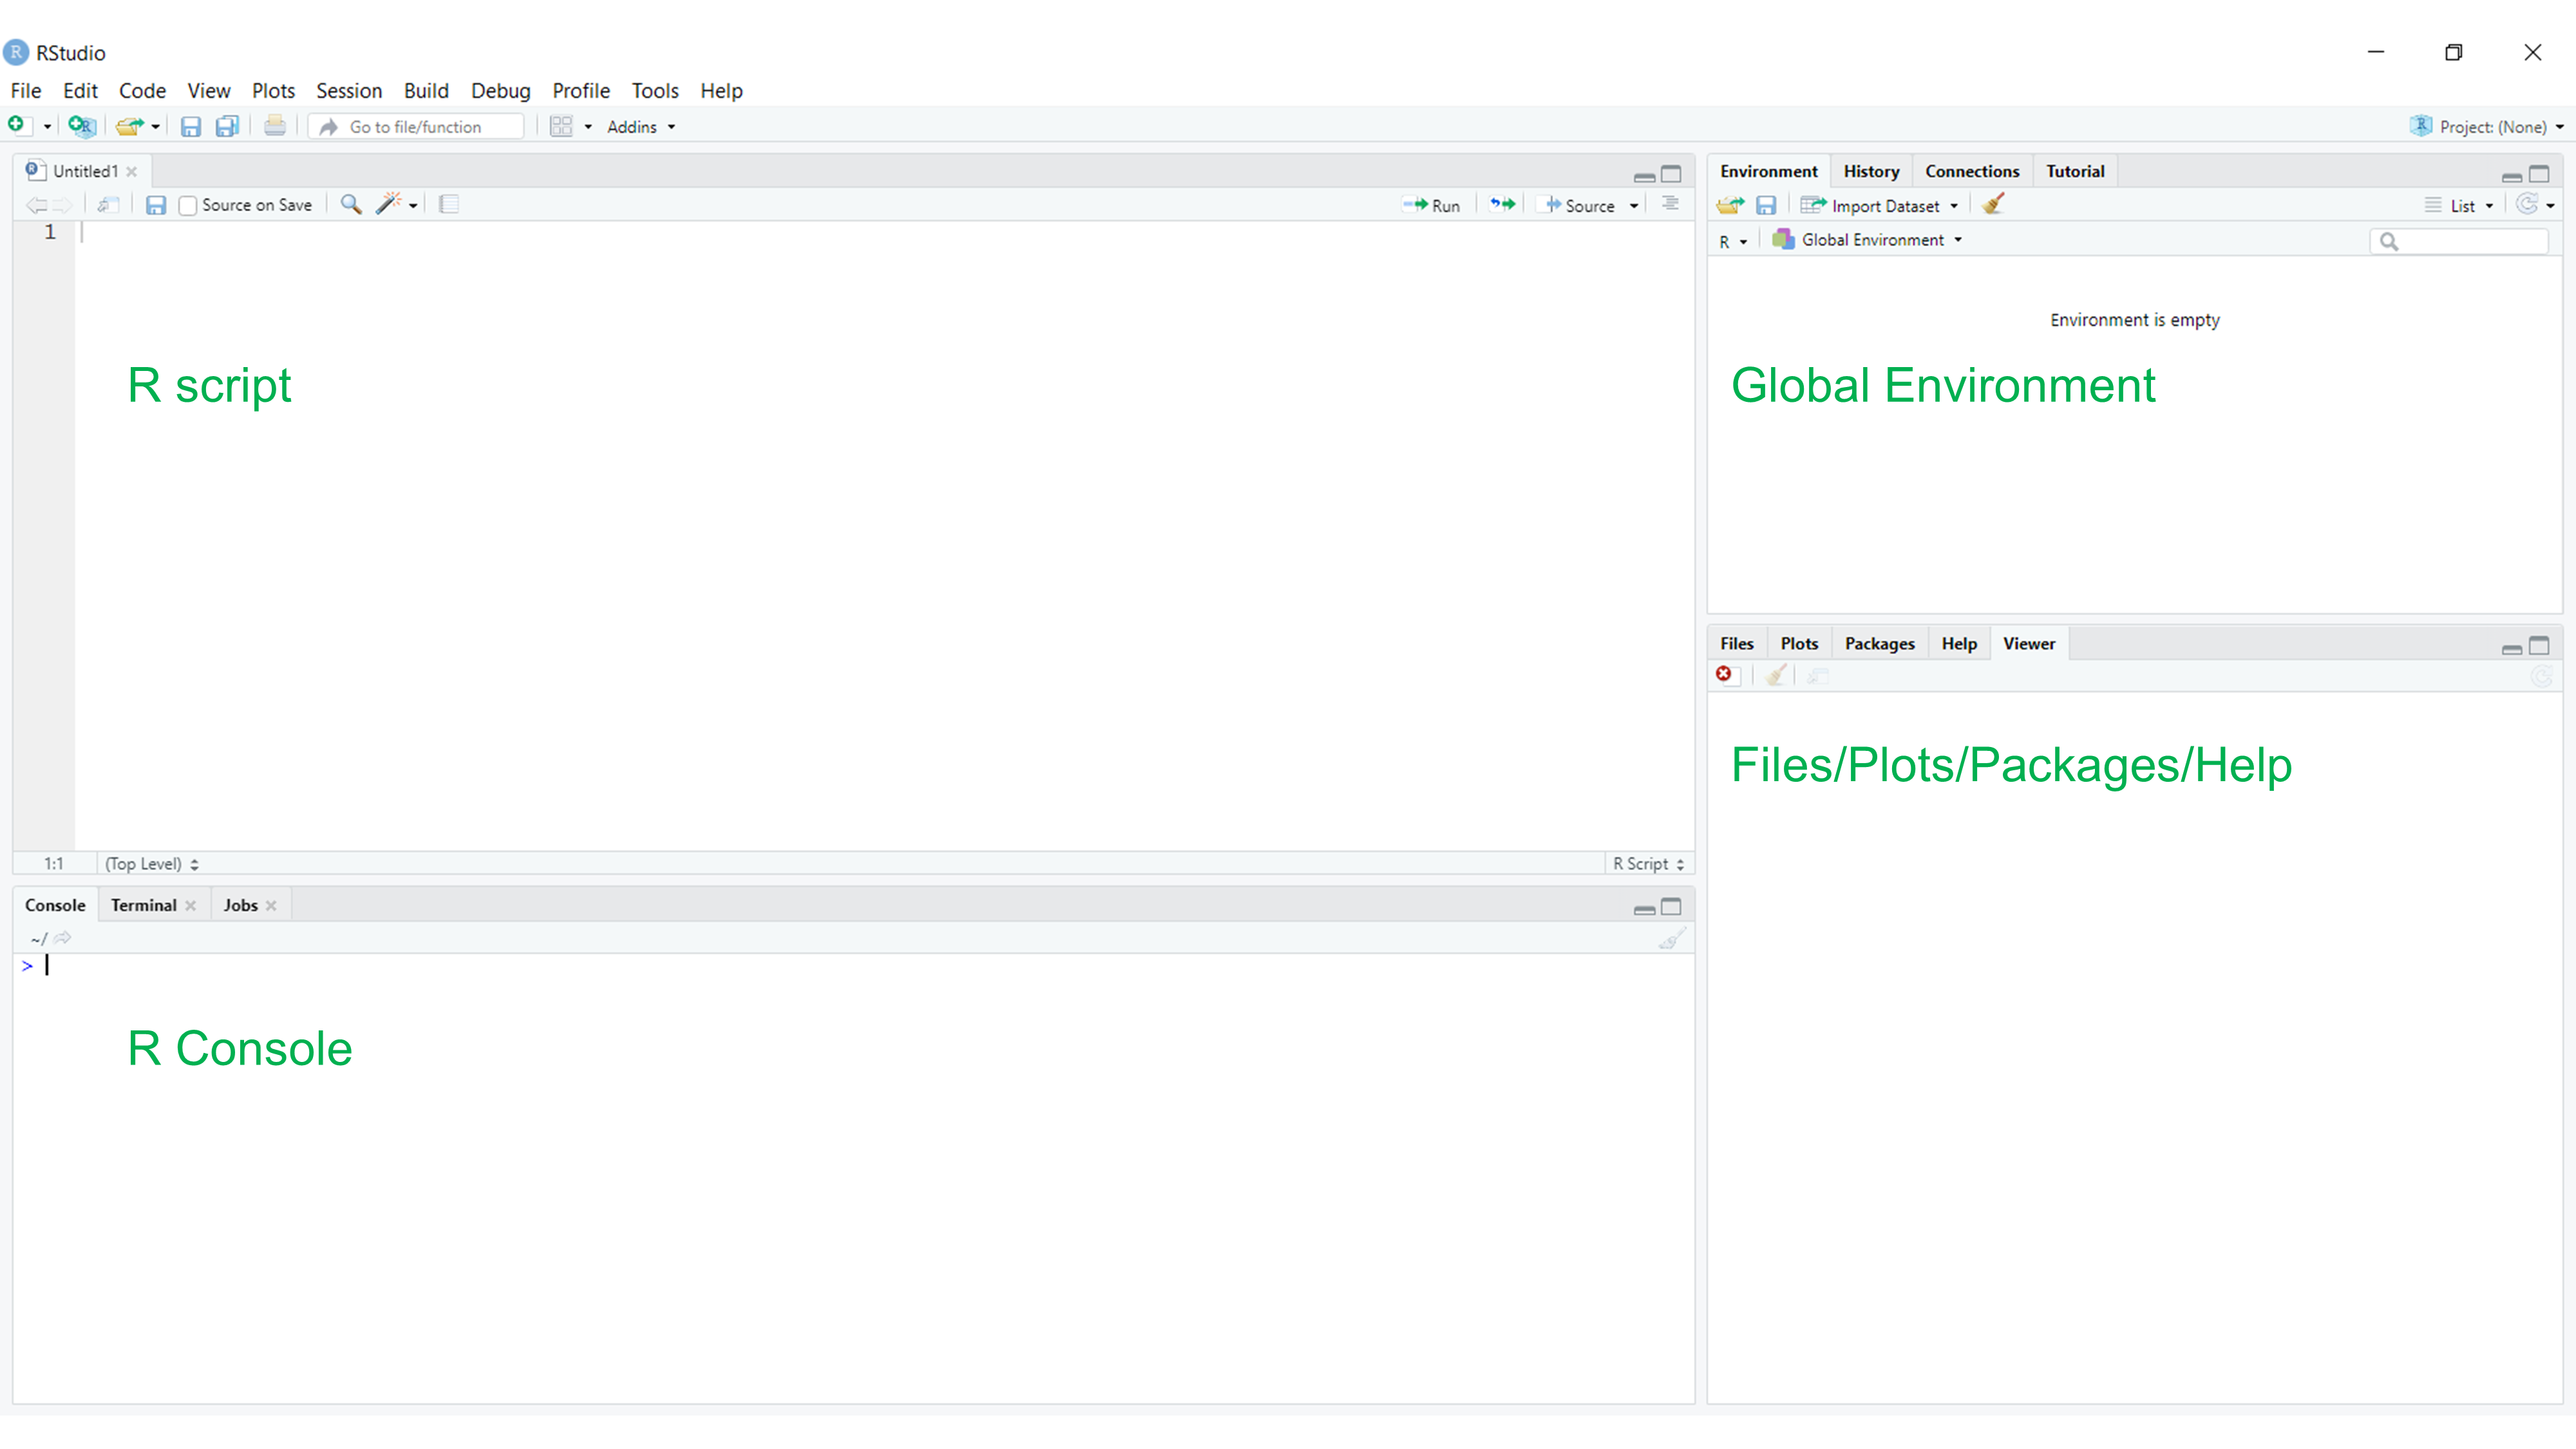 RStudio
File Edit Code View Plots Session Build Debug Profile Tools Help
Go to file/function Addins Project: (None)
Untitled1
Source on Save Run Source
1
R script
1:1 (Top Level) R Script
Console Terminal Jobs
~/
>
R Console
Environment History Connections Tutorial
Import Dataset List
R Global Environment
Environment is empty
Global Environment
Files Plots Packages Help Viewer
Files/Plots/Packages/Help